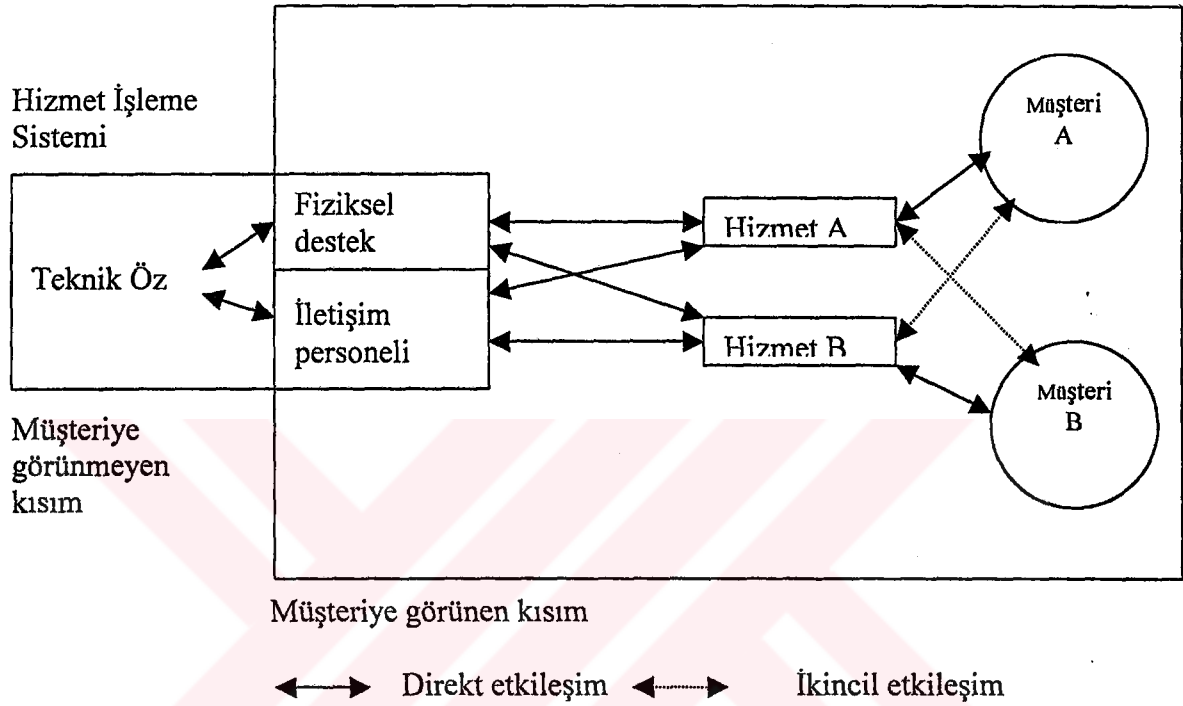 Hizmet İşleme
Sistemi
Müşteri
A
Fiziksel
destek
Hizmet A
Teknik Öz
İletişim
personeli
Hizmet B
Müşteri
B
Müşteriye
görünmeyen
kısım
Müşteriye görünen kısım
Direkt etkileşim
İkincil etkileşim